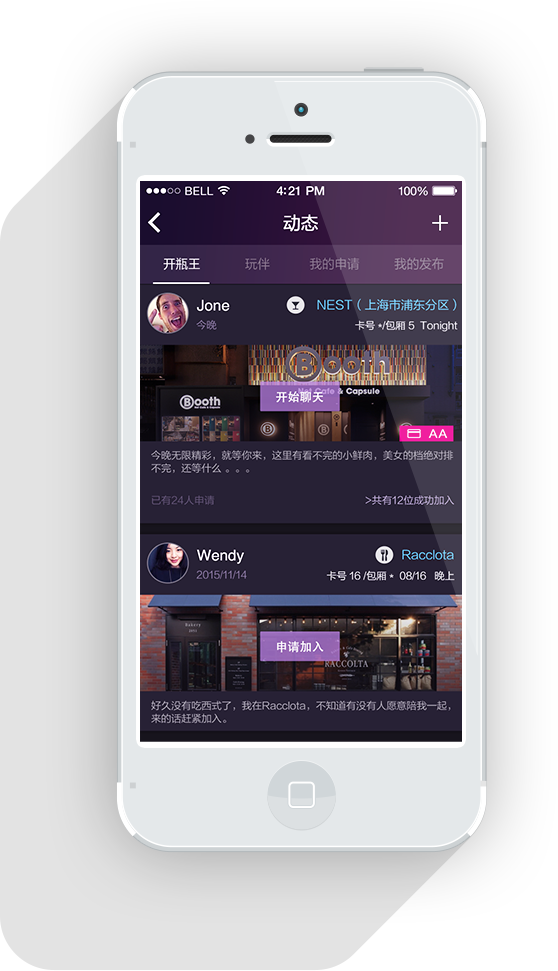 BELL 4:21 PM 100%
动态
开瓶王 玩伴 我的申请 我的发布
Jone NEST（上海市浦东分区）
今晚 卡号 */包厢 5 Tonight
Booth
Net Cafe & Capsule
Booth
开始聊天
AA
今晚无限精彩，就等你来，这里有看不完的小鲜肉，美女的档绝对排
不完，还等什么 。。。
已有24人申请 >共有12位成功加入
Wendy Racclota
2015/11/14 卡号 16 /包厢 * 08/16 晚上
Bakery
申请加入
RACCOLTA
好久没有吃西式了，我在Racclota，不知道有没有人愿意陪我一起，
来的话赶紧加入。